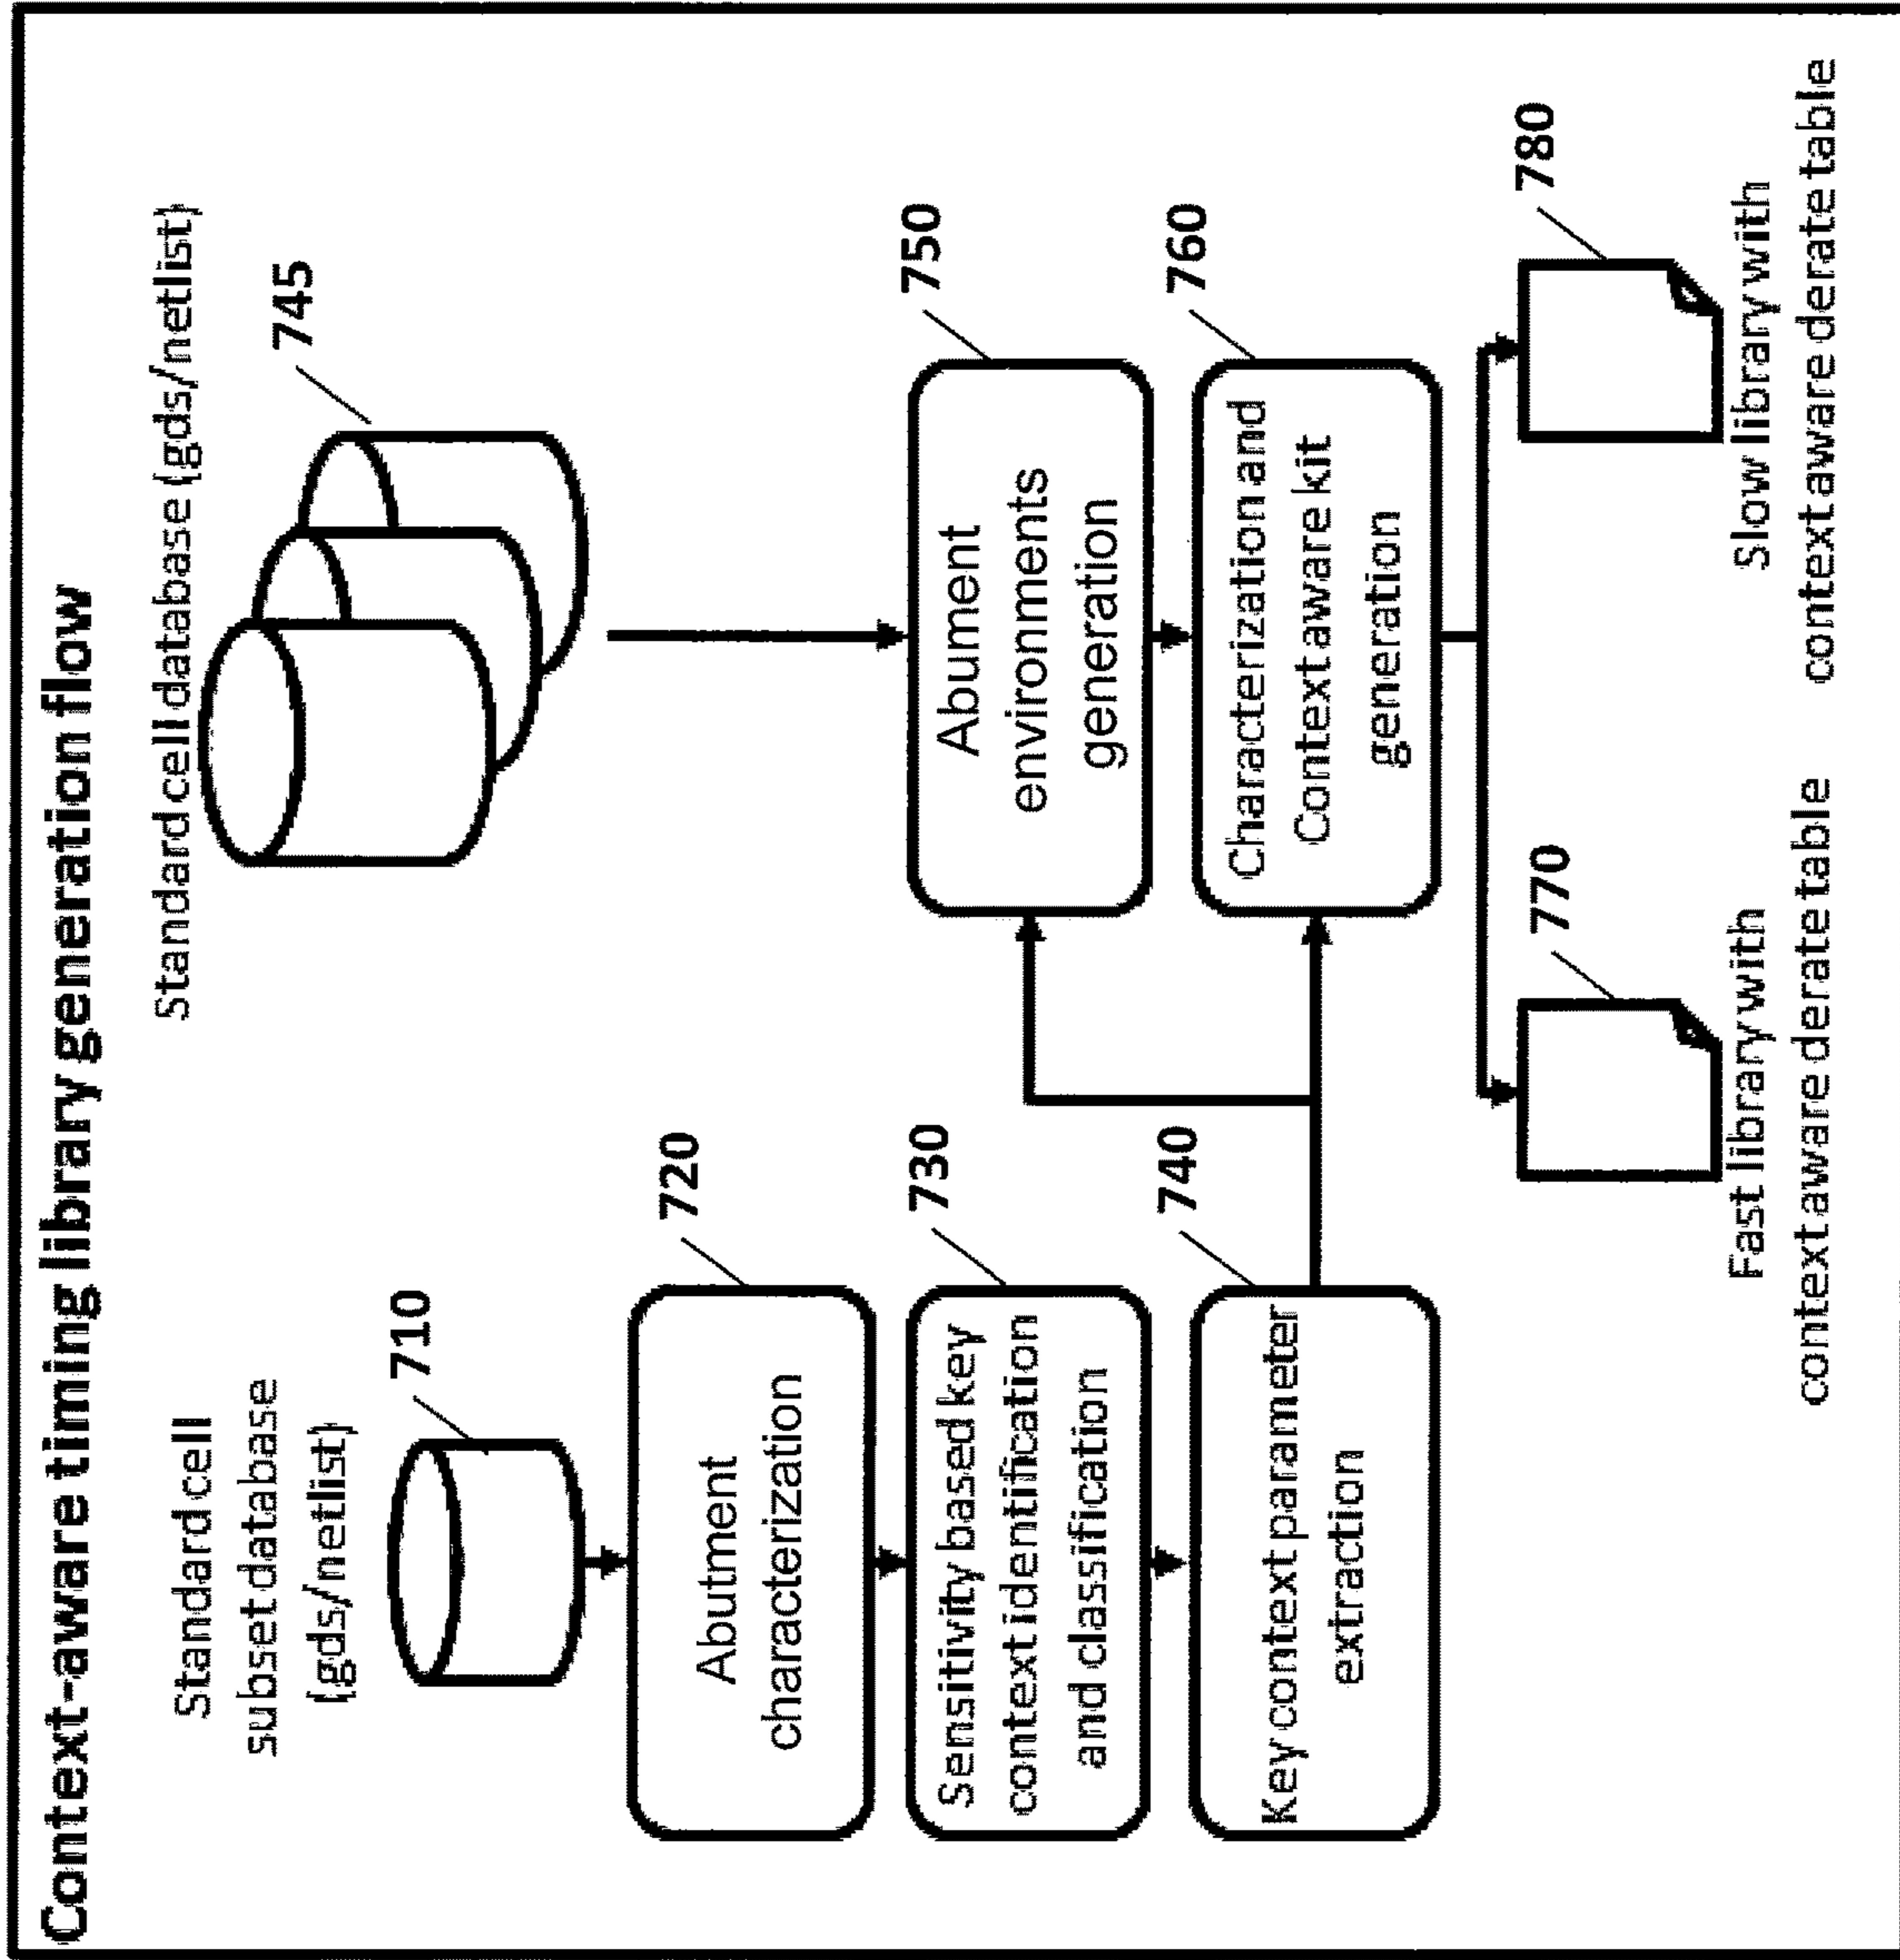 Context-aware timing library generation flow
Standard cell
subset database
(gds/netlist)
710
Abutment
characterization
720
Sensitivity based key
context identification
and classification
730
Key context parameter
extraction
740
Standard cell database (gds/netlist)
745
Abument
environments
generation
750
Characterization and
Context aware kit
generation
760
770
Fast library with
context aware derate table
780
Slow library with
context aware derate table